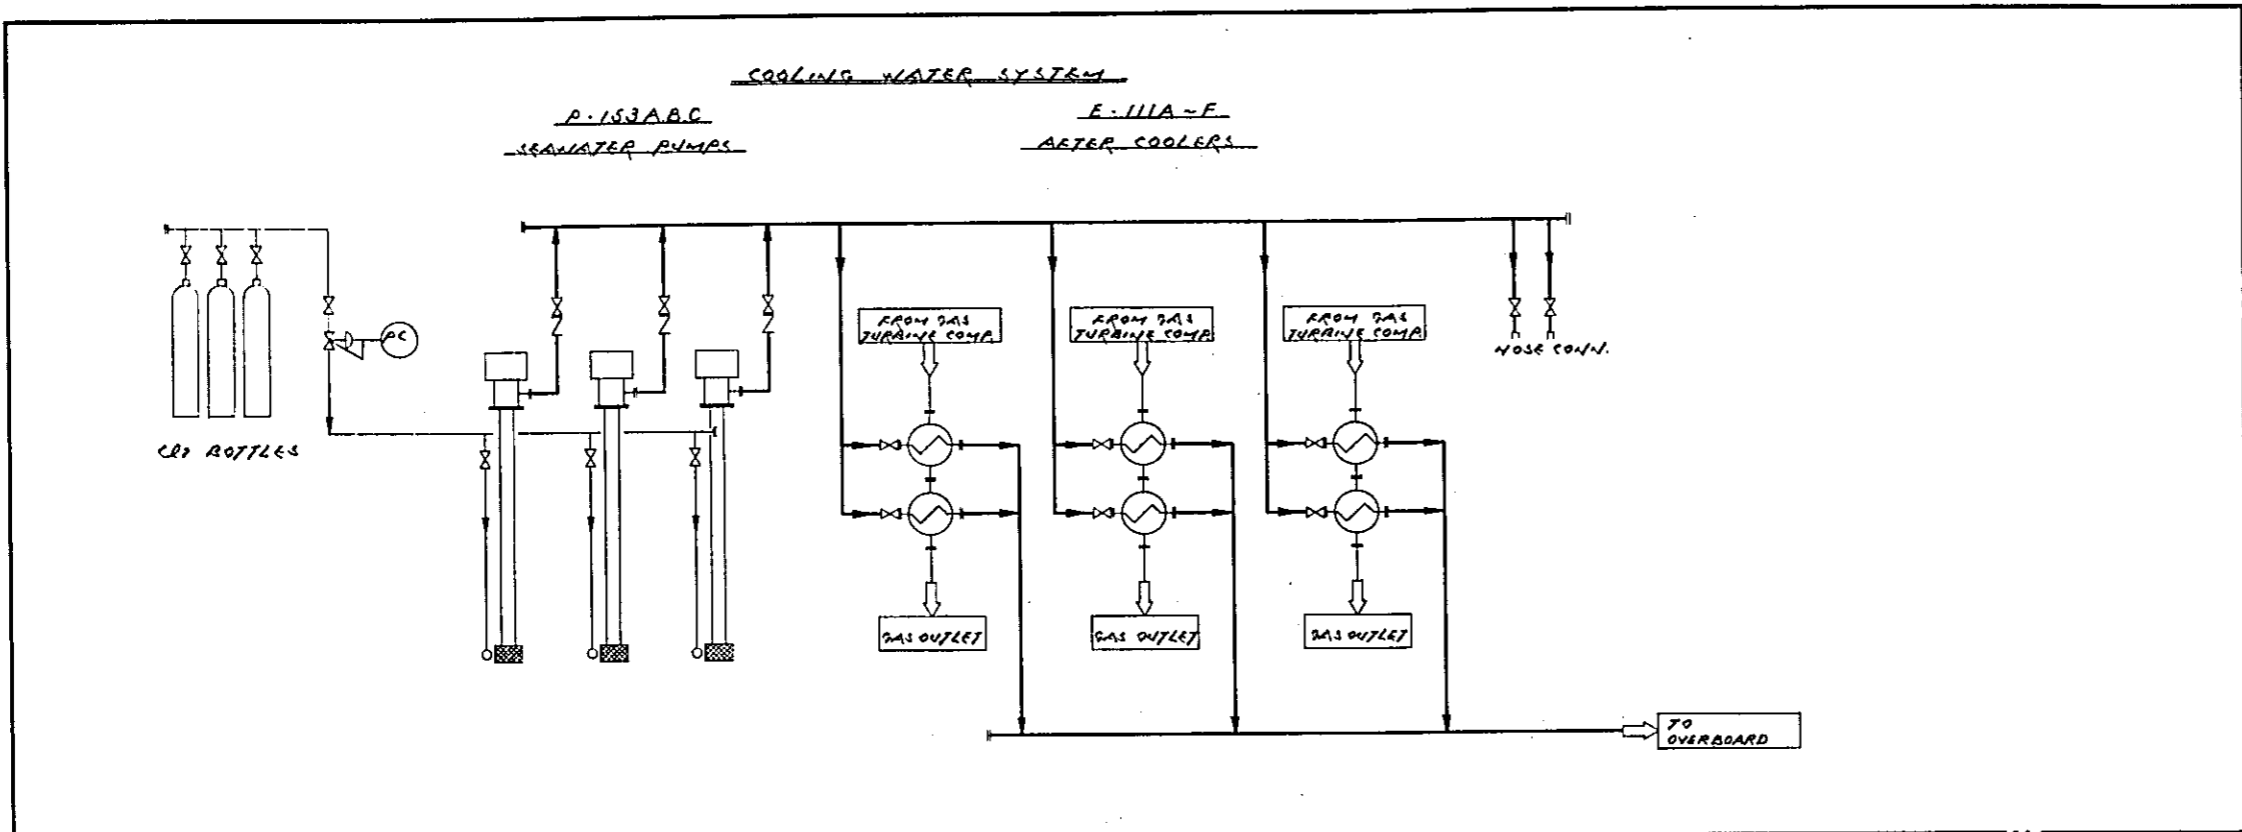 COOLING WATER SYSTEM
P-153A.B.C
SEAWATER PUMPS
E-111A~F
AFTER COOLERS
PC
CL2 BOTTLES
FROM GAS
TURBINE COMP.
FROM GAS
TURBINE COMP.
FROM GAS
TURBINE COMP.
HOSE CONN.
GAS OUTLET
GAS OUTLET
GAS OUTLET
TO
OVERBOARD